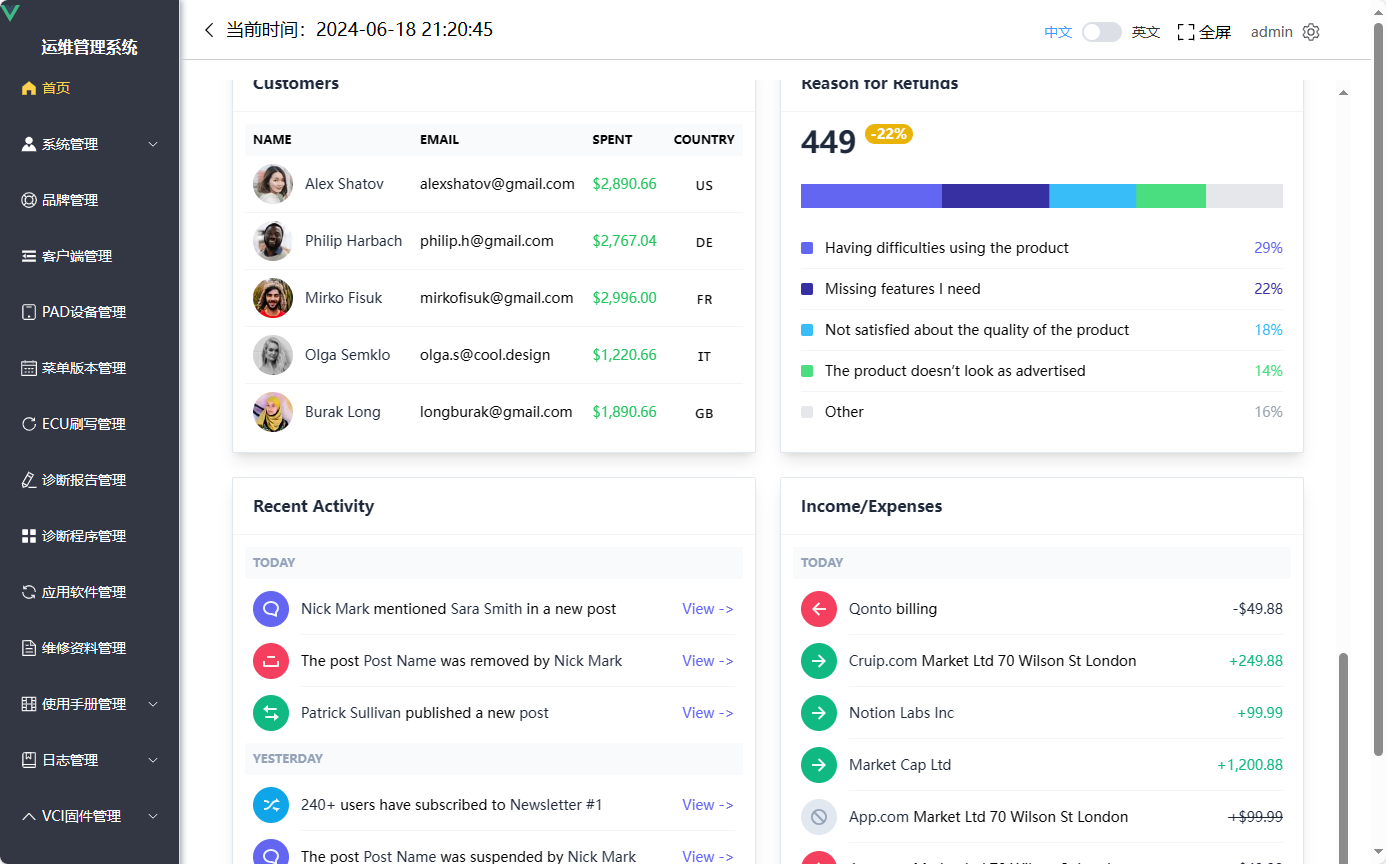 运维管理系统
首页
系统管理
品牌管理
客户端管理
PAD设备管理
菜单版本管理
ECU刷写管理
诊断报告管理
诊断程序管理
应用软件管理
维修资料管理
使用手册管理
日志管理
VCI固件管理
当前时间：2024-06-18 21:20:45
中文 英文 全屏 admin
Customers
NAME EMAIL SPENT COUNTRY
Alex Shatov alexshatov@gmail.com $2,890.66 US
Philip Harbach philip.h@gmail.com $2,767.04 DE
Mirko Fisuk mirkofisuk@gmail.com $2,996.00 FR
Olga Semklo olga.s@cool.design $1,220.66 IT
Burak Long longburak@gmail.com $1,890.66 GB
Reason for Refunds
449 -22%
Having difficulties using the product 29%
Missing features I need 22%
Not satisfied about the quality of the product 18%
The product doesn’t look as advertised 14%
Other 16%
Recent Activity
TODAY
Nick Mark mentioned Sara Smith in a new post View ->
The post Post Name was removed by Nick Mark View ->
Patrick Sullivan published a new post View ->
YESTERDAY
240+ users have subscribed to Newsletter #1 View ->
The post Post Name was suspended by Nick Mark View ->
Income/Expenses
TODAY
Qonto billing -$49.88
Cruip.com Market Ltd 70 Wilson St London +249.88
Notion Labs Inc +99.99
Market Cap Ltd +1,200.88
App.com Market Ltd 70 Wilson St London +$99.99